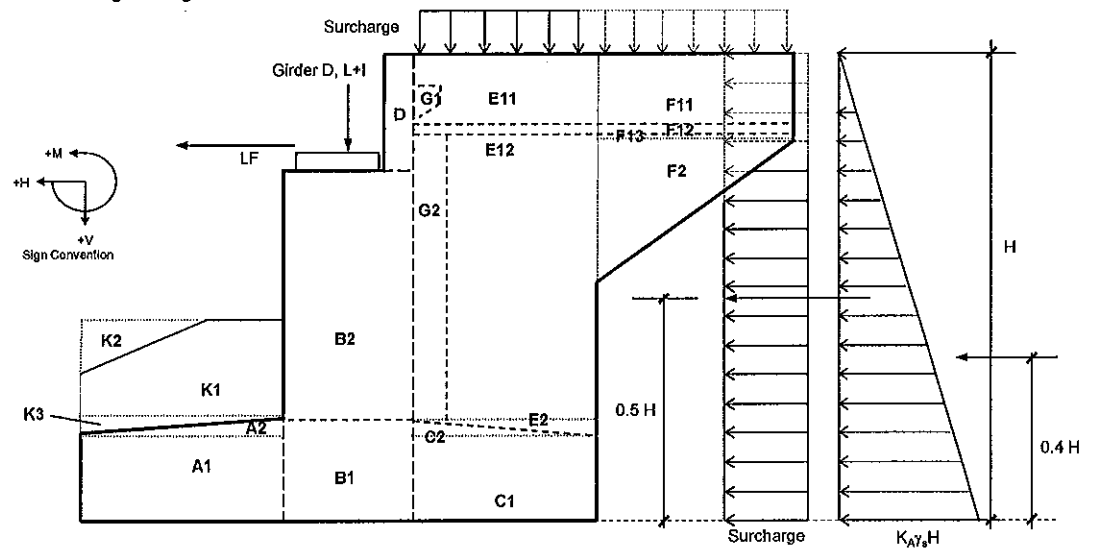 Surcharge
Girder D, L+I
G1
E11
D
F11
F13
F12
E12
LF
F2
+M
+H
+V
Sign Convention
G2
H
K2
B2
K1
0.5 H
K3
A2
E2
C2
0.4 H
A1
B1
C1
Surcharge
KAγsH